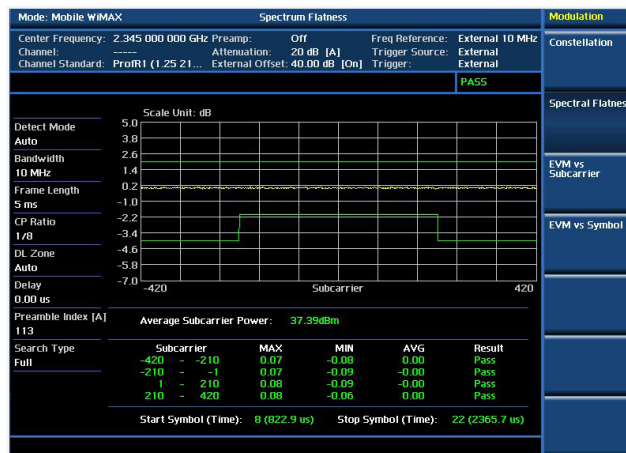 Mode: Mobile WiMAX Spectrum Flatness Modulation
Center Frequency: 2.345 000 000 GHz Preamp: Off Freq Reference: External 10 MHz
Channel: ----- Attenuation: 20 dB [A] Trigger Source: External
Channel Standard: ProfR1 (1.25 21... External Offset: 40.00 dB [On] Trigger: External
PASS
Constellation
Spectral Flatnes
EVM vs
Subcarrier
EVM vs Symbol
Detect Mode
Auto
Bandwidth
10 MHz
Frame Length
5 ms
CP Ratio
1/8
DL Zone
Auto
Delay
0.00 us
Preamble Index [A]
113
Search Type
Full
Scale Unit: dB
5.0
3.8
2.6
1.4
0.2
-1.0
-2.2
-3.4
-4.6
-5.8
-7.0
-420 Subcarrier 420
Average Subcarrier Power: 37.39dBm
Subcarrier MAX MIN AVG Result
-420 - -210 0.07 -0.08 0.00 Pass
-210 - -1 0.07 -0.09 -0.00 Pass
1 - 210 0.08 -0.09 -0.00 Pass
210 - 420 0.08 -0.06 0.00 Pass
Start Symbol (Time): 8 (822.9 us) Stop Symbol (Time): 22 (2365.7 us)